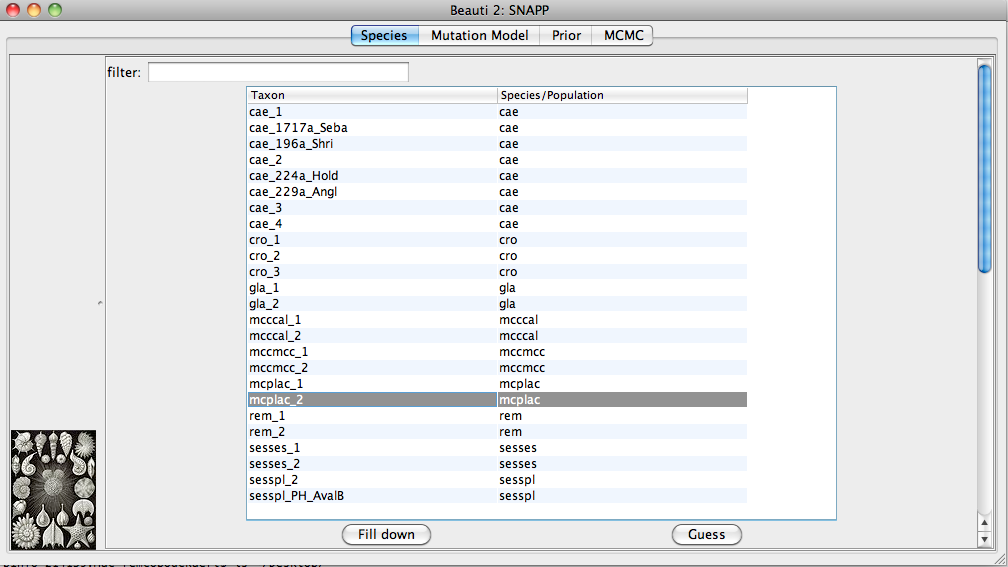 Beauti 2: SNAPP
Species Mutation Model Prior MCMC
filter:
Taxon Species/Population
cae_1 cae
cae_1717a_Seba cae
cae_196a_Shri cae
cae_2 cae
cae_224a_Hold cae
cae_229a_Angl cae
cae_3 cae
cae_4 cae
cro_1 cro
cro_2 cro
cro_3 cro
gla_1 gla
gla_2 gla
mcccal_1 mcccal
mcccal_2 mcccal
mccmcc_1 mccmcc
mccmcc_2 mccmcc
mcplac_1 mcplac
mcplac_2 mcplac
rem_1 rem
rem_2 rem
sesses_1 sesses
sesses_2 sesses
sesspl_2 sesspl
sesspl_PH_AvalB sesspl
Fill down Guess